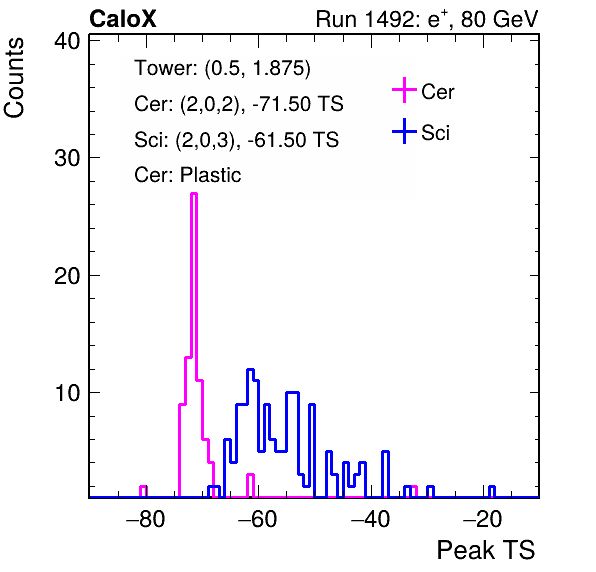 CaloX Run 1492: e⁺, 80 GeV
Counts
40
30
20
10
Tower: (0.5, 1.875)
Cer: (2,0,2), -71.50 TS
Sci: (2,0,3), -61.50 TS
Cer: Plastic
Cer
Sci
−80 −60 −40 −20
Peak TS